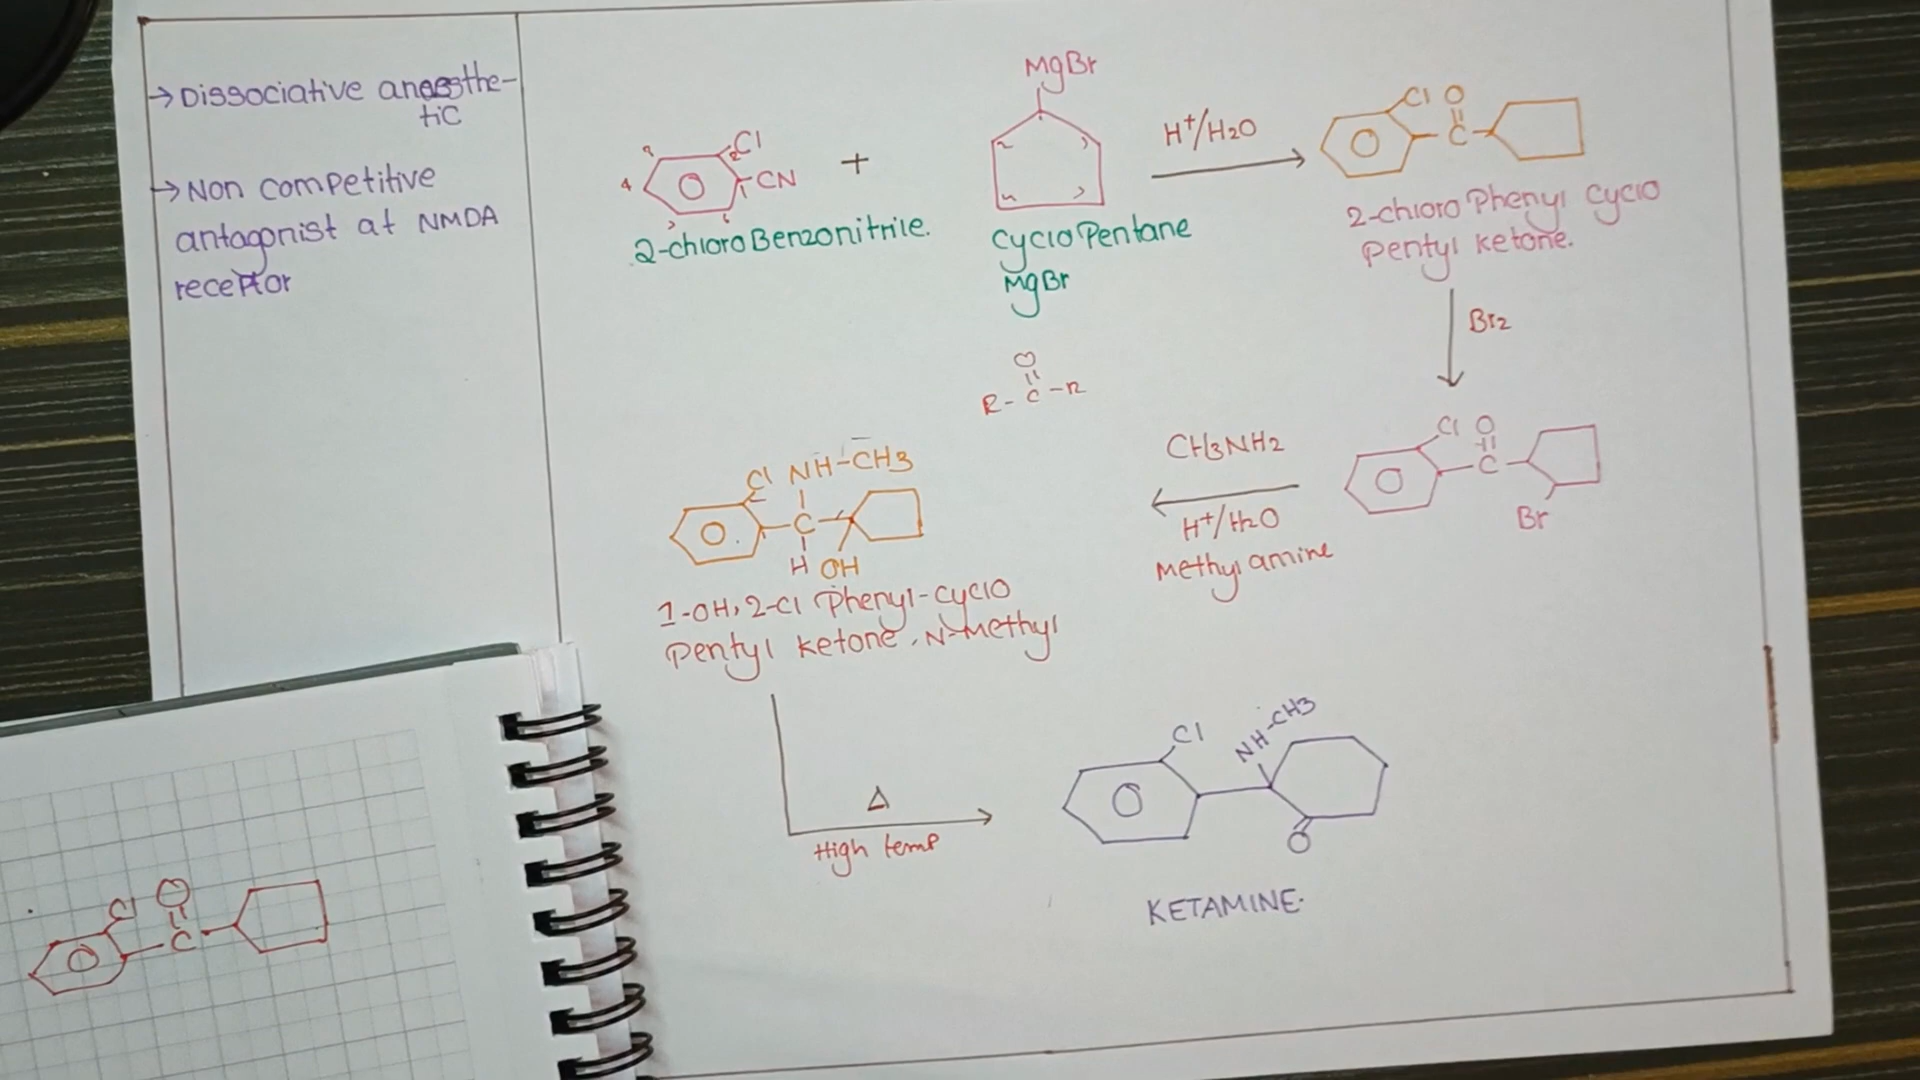 → Dissociative anaesthe-
tic
→ Non competitive
antagonist at NMDA
receptor
Cl
CN
2-chloro Benzonitrile.
+
MgBr
cyclo Pentane
MgBr
H+/H2O
Cl O
C
2-chloro Phenyl cyclo
pentyl ketone.
Br2
O
R-C-R
Cl O
C
Br
CH3NH2
H+/H2O
Methyl amine
Cl NH-CH3
C
H OH
1-OH, 2-Cl Phenyl-cyclo
pentyl ketone, N-methyl
Δ
High temp
Cl NH-CH3
O
KETAMINE.
Cl O
C